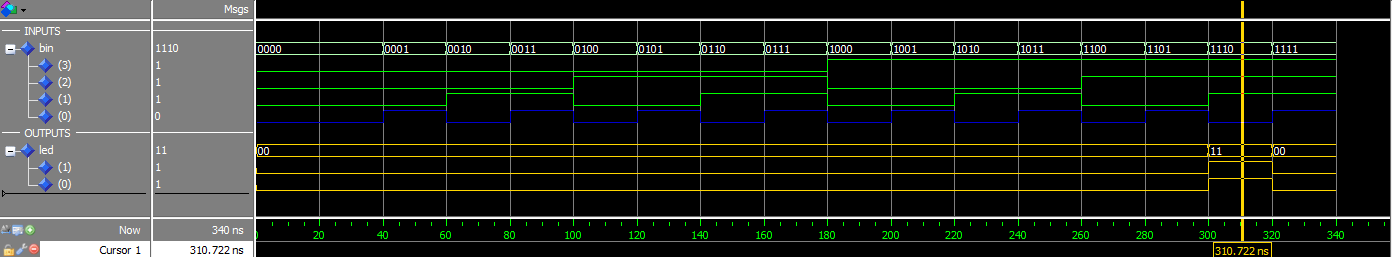 Msgs
INPUTS
bin 1110 0000 0001 0010 0011 0100 0101 0110 0111 1000 1001 1010 1011 1100 1101 1110 1111
(3) 1
(2) 1
(1) 1
(0) 0
OUTPUTS
led 11 00 11 00
(1) 1
(0) 1
Now 340 ns 0 20 40 60 80 100 120 140 160 180 200 220 240 260 280 300 320 340
Cursor 1 310.722 ns 310.722 ns